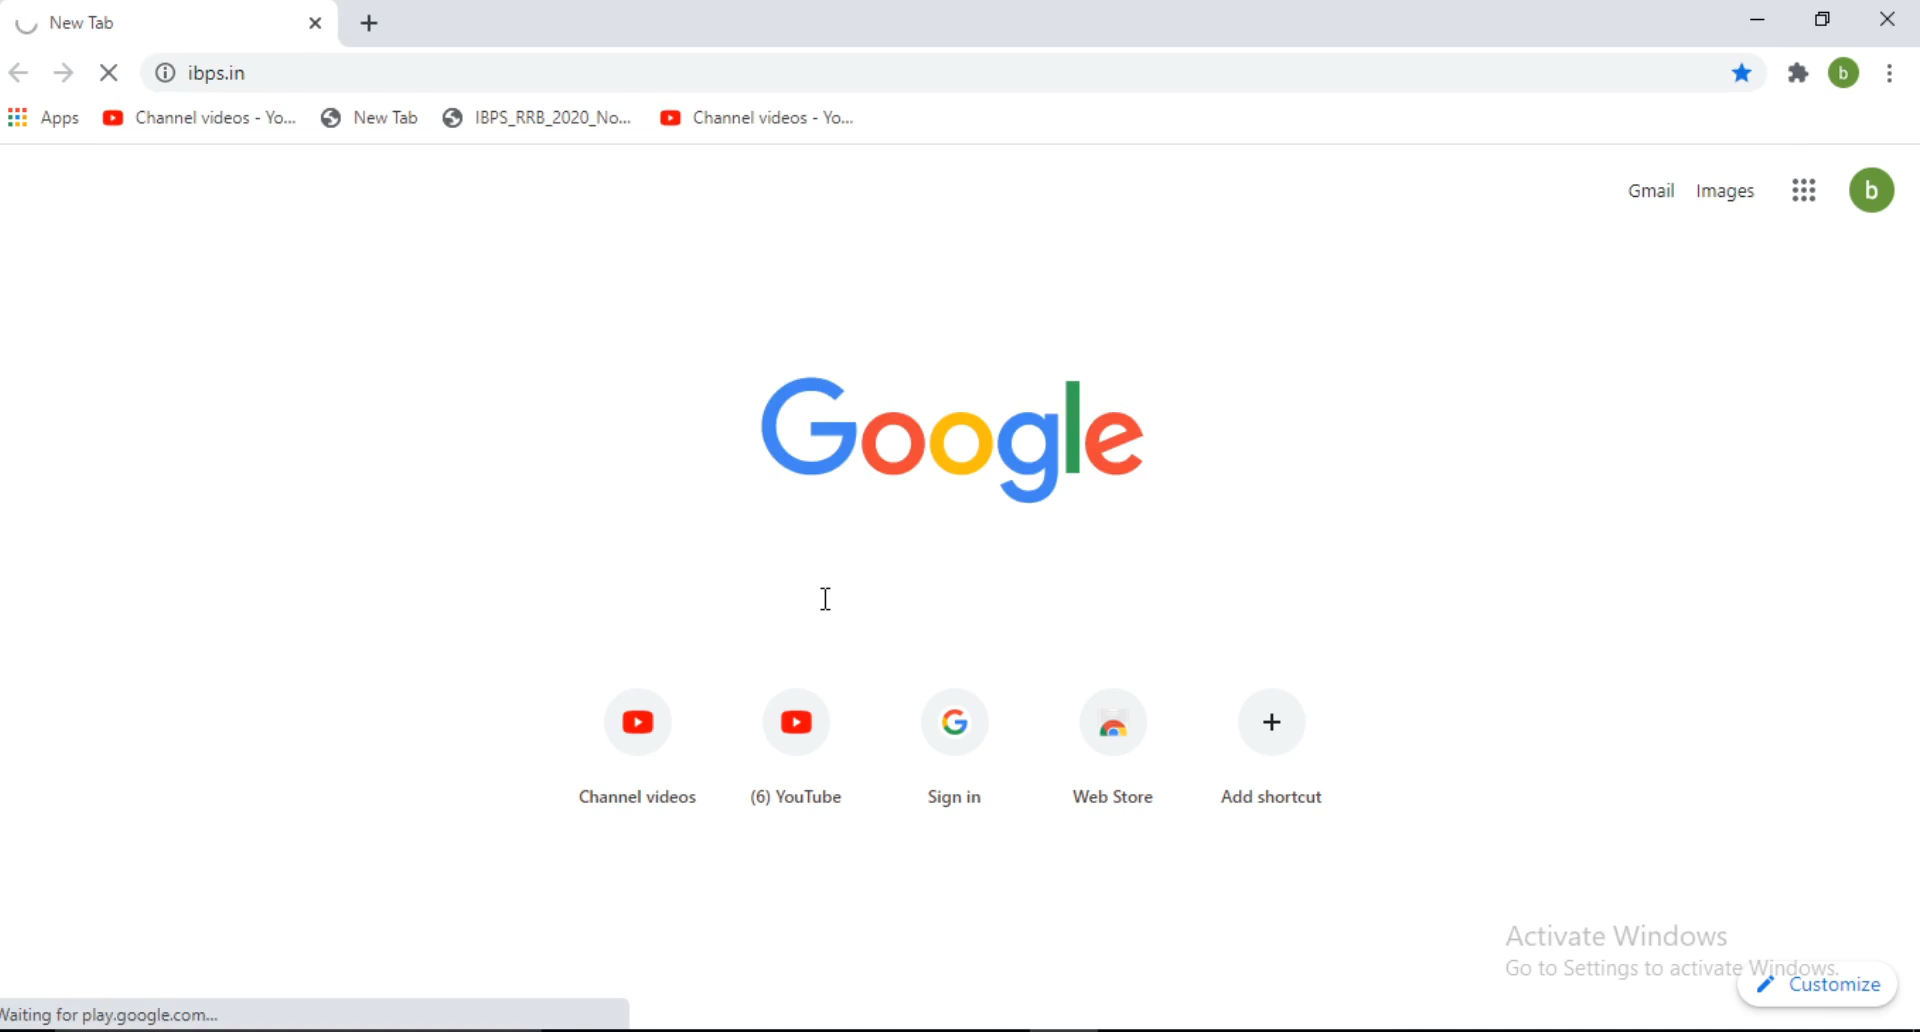 New Tab
ibps.in
Apps Channel videos - Yo... New Tab IBPS_RRB_2020_No... Channel videos - Yo...
b
Gmail Images b
Google
Channel videos (6) YouTube Sign in Web Store Add shortcut
Activate Windows
Go to Settings to activate Windows.
Customize
Waiting for play.google.com...